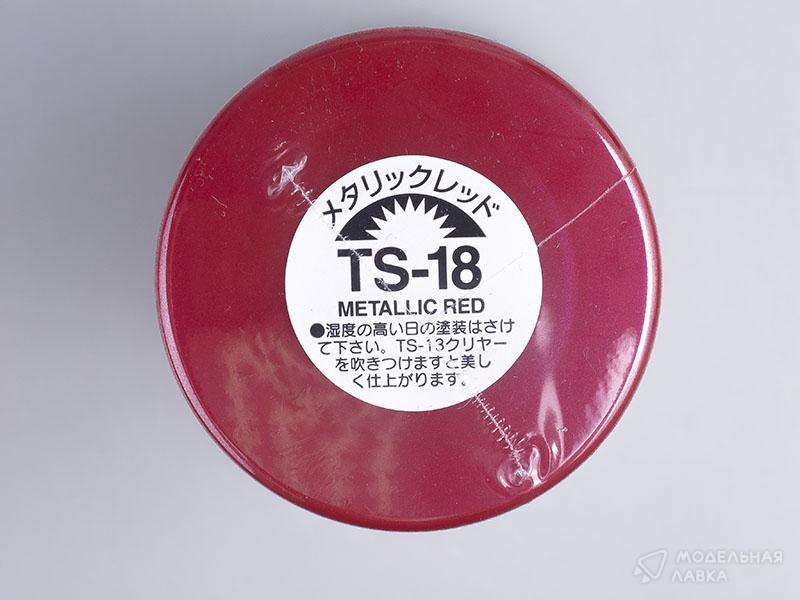 メタリックレッド
TS-18
METALLIC RED
●湿度の高い日の塗装はさけ
て下さい。TS-13クリヤー
を吹きつけますと美し
く仕上がります。
МОДЕЛЬНАЯ
ЛАВКА